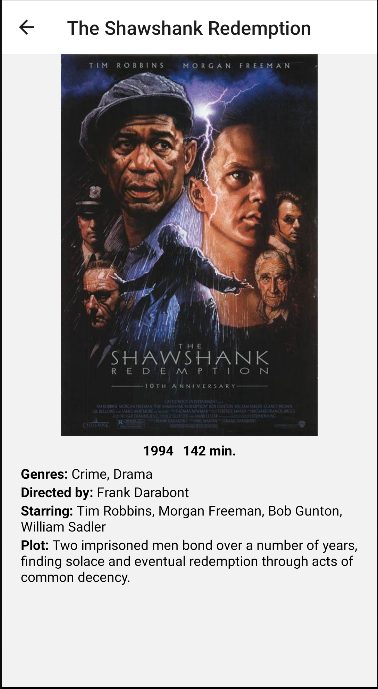 The Shawshank Redemption
TIM ROBBINS MORGAN FREEMAN
THE
SHAWSHANK
REDEMPTION
10TH ANNIVERSARY
1994 142 min.
Genres: Crime, Drama
Directed by: Frank Darabont
Starring: Tim Robbins, Morgan Freeman, Bob Gunton,
William Sadler
Plot: Two imprisoned men bond over a number of years,
finding solace and eventual redemption through acts of
common decency.